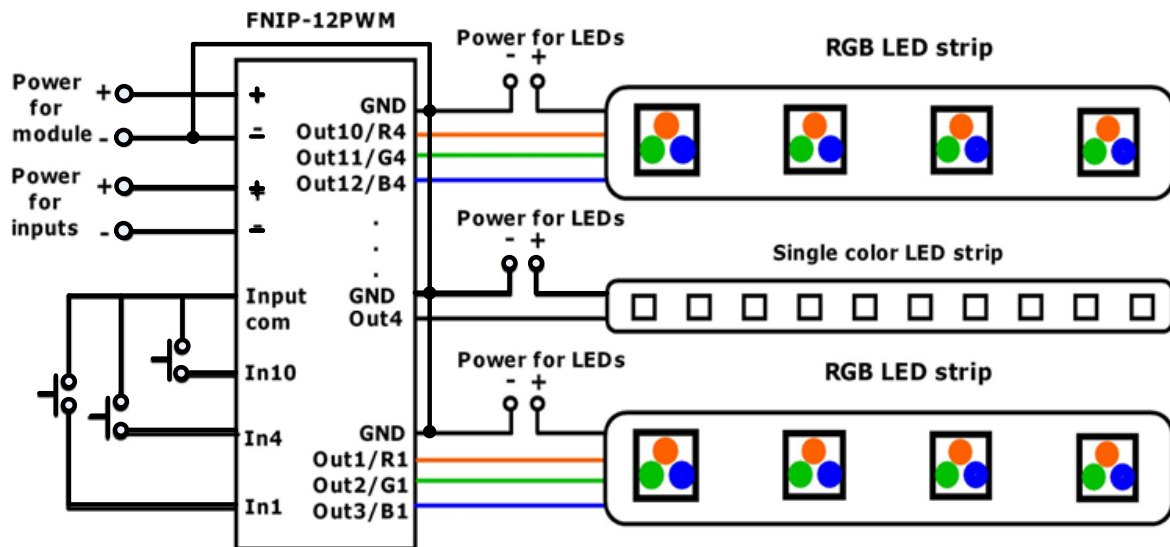 FNIP-12PWM
Power
for
module
+
-
+
-
Power
for
inputs
+
-
+
-
Input
com
In10
In4
In1
GND
Out10/R4
Out11/G4
Out12/B4
.
.
.
GND
Out4
GND
Out1/R1
Out2/G1
Out3/B1
Power for LEDs
- +
RGB LED strip
Power for LEDs
- +
Single color LED strip
Power for LEDs
- +
RGB LED strip